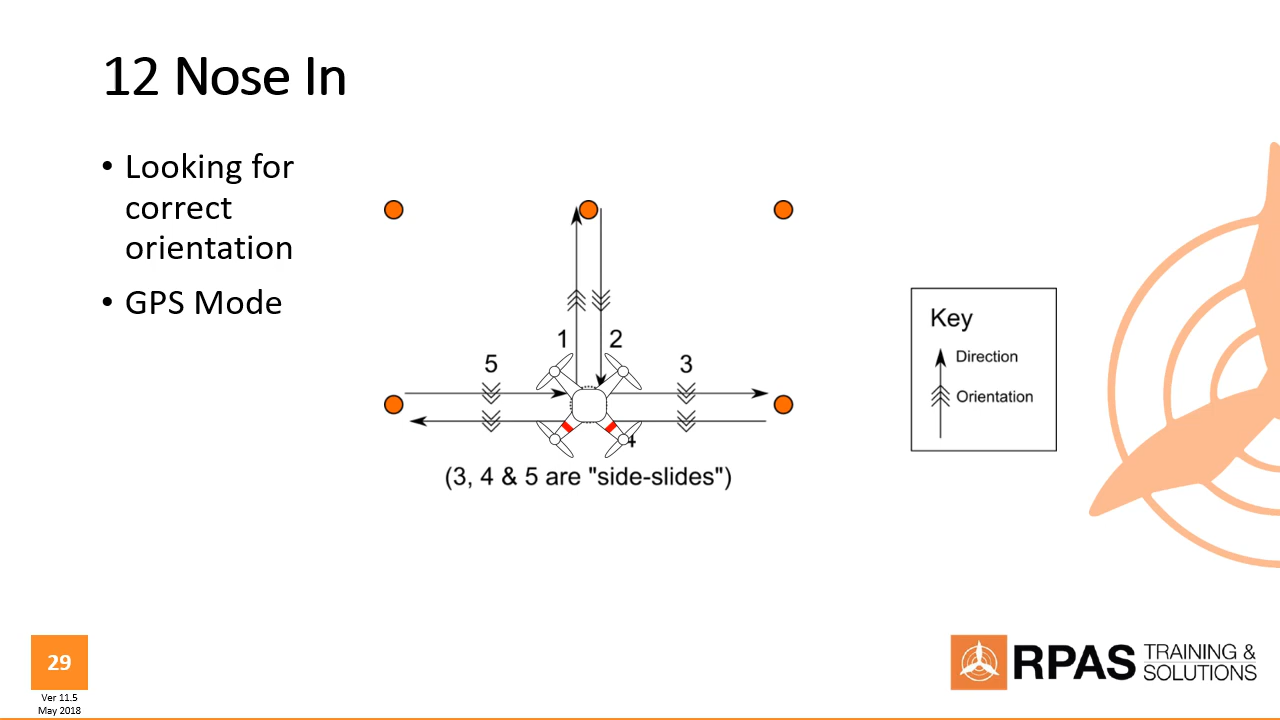 12 Nose In
• Looking for
correct
orientation
• GPS Mode
1
2
5
3
4
(3, 4 & 5 are "side-slides")
Key
Direction
Orientation
29
Ver 11.5
May 2018
RPAS TRAINING &
SOLUTIONS